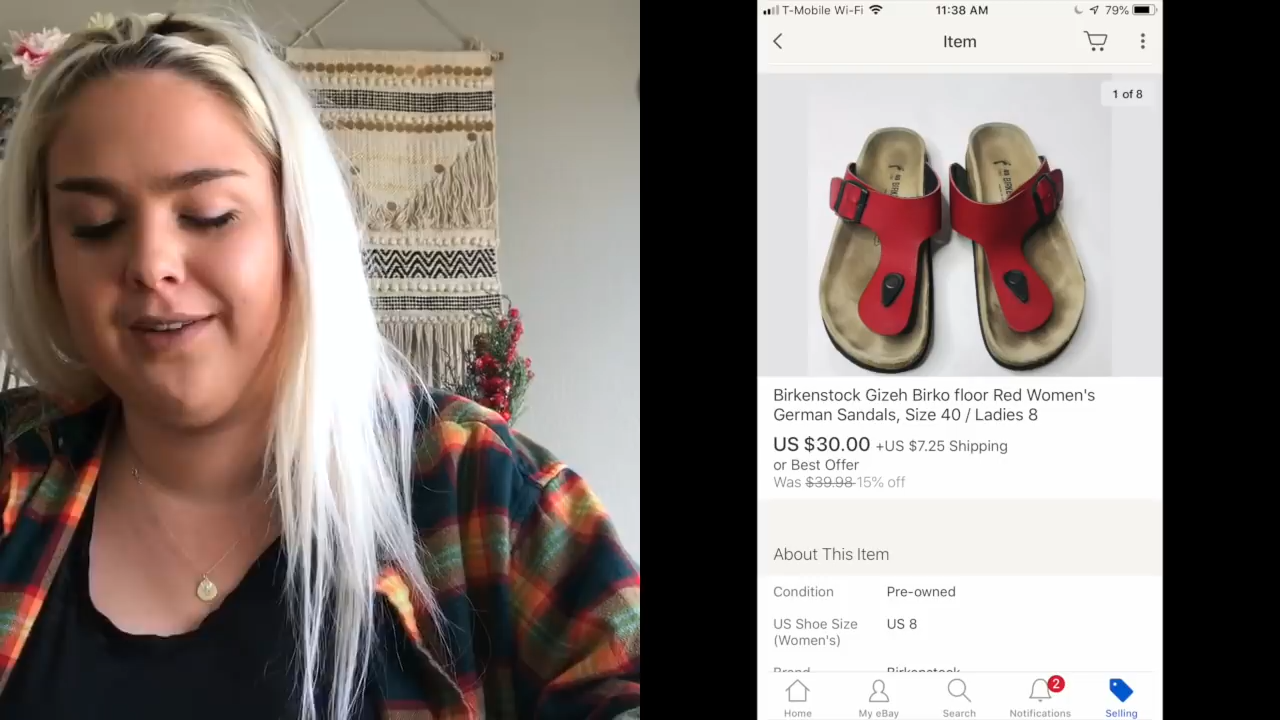 T-Mobile Wi-Fi 11:38 AM 79%
Item
1 of 8
Birkenstock Gizeh Birko floor Red Women's
German Sandals, Size 40 / Ladies 8
US $30.00 +US $7.25 Shipping
or Best Offer
Was $39.98 15% off
About This Item
Condition Pre-owned
US Shoe Size US 8
(Women's)
Brand Birkenstock
2
Home My eBay Search Notifications Selling